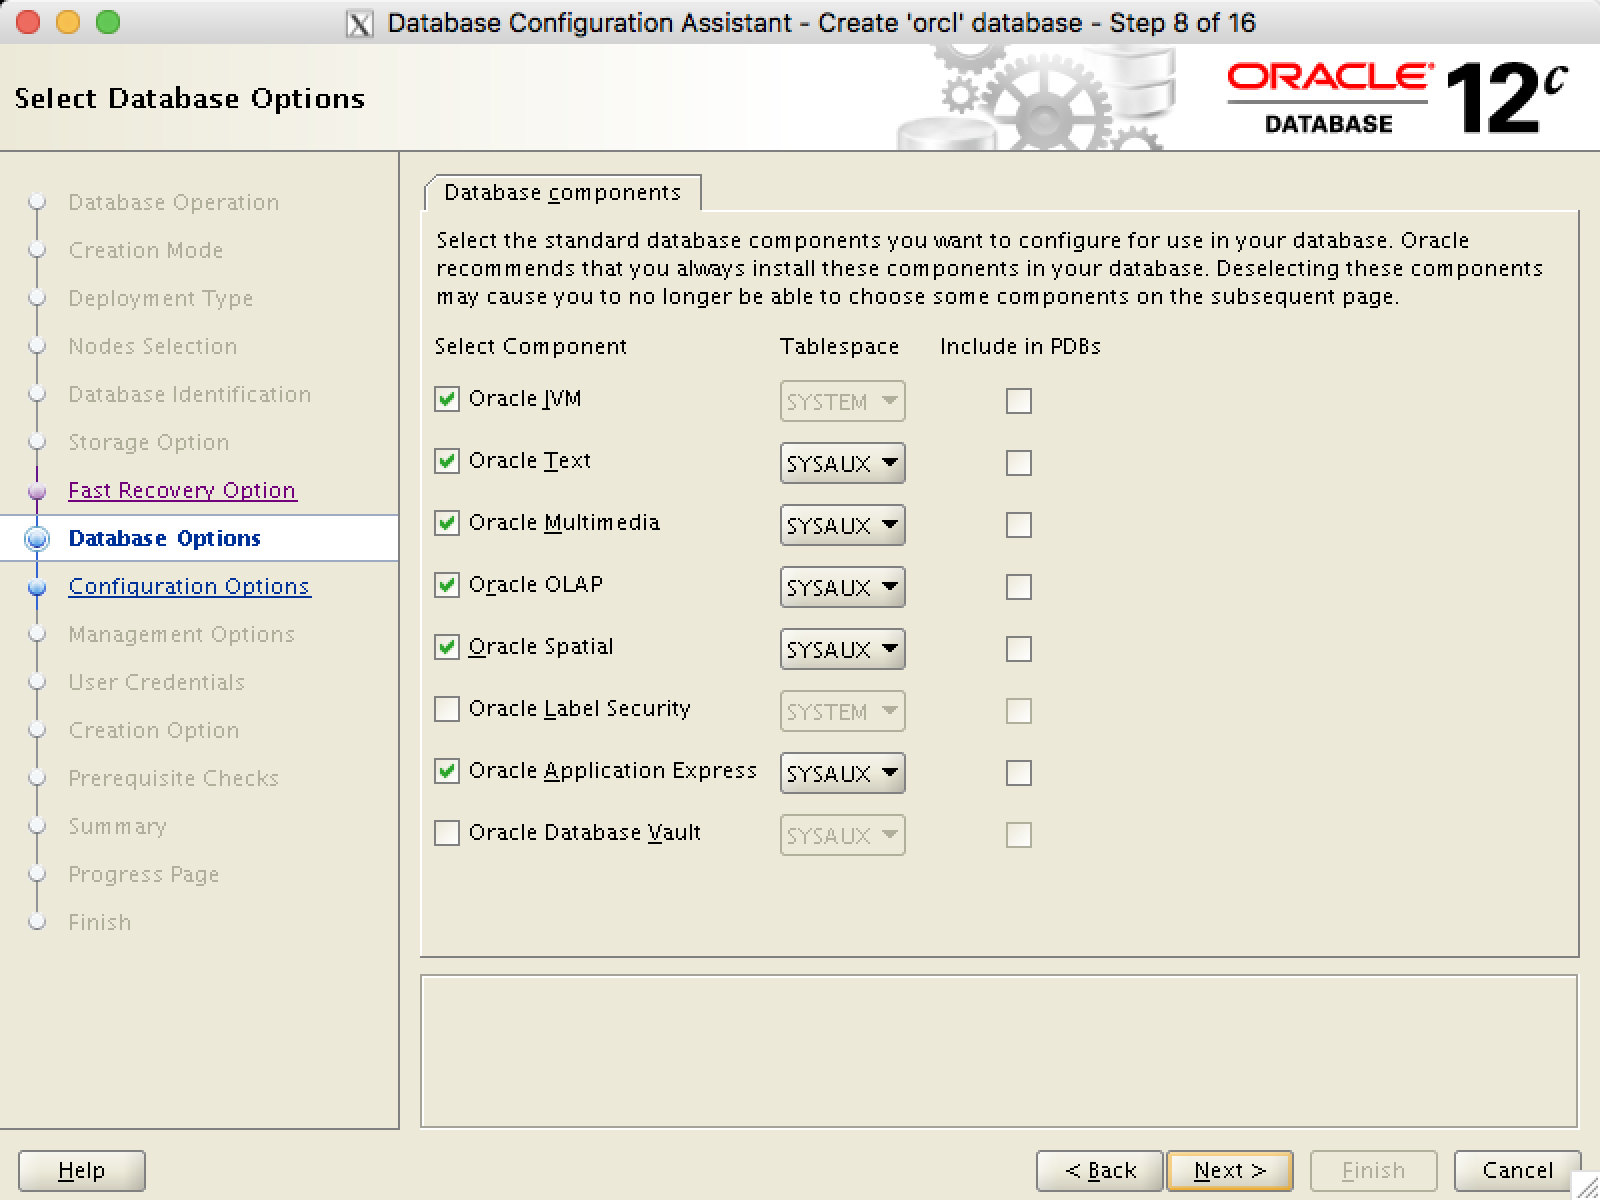 Database Configuration Assistant - Create 'orcl' database - Step 8 of 16
Select Database Options
ORACLE
DATABASE
12c
Database Operation
Creation Mode
Deployment Type
Nodes Selection
Database Identification
Storage Option
Fast Recovery Option
Database Options
Configuration Options
Management Options
User Credentials
Creation Option
Prerequisite Checks
Summary
Progress Page
Finish
Database components
Select the standard database components you want to configure for use in your database. Oracle
recommends that you always install these components in your database. Deselecting these components
may cause you to no longer be able to choose some components on the subsequent page.
Select Component Tablespace Include in PDBs
Oracle JVM SYSTEM
Oracle Text SYSAUX
Oracle Multimedia SYSAUX
Oracle OLAP SYSAUX
Oracle Spatial SYSAUX
Oracle Label Security SYSTEM
Oracle Application Express SYSAUX
Oracle Database Vault SYSAUX
Help < Back Next > Finish Cancel